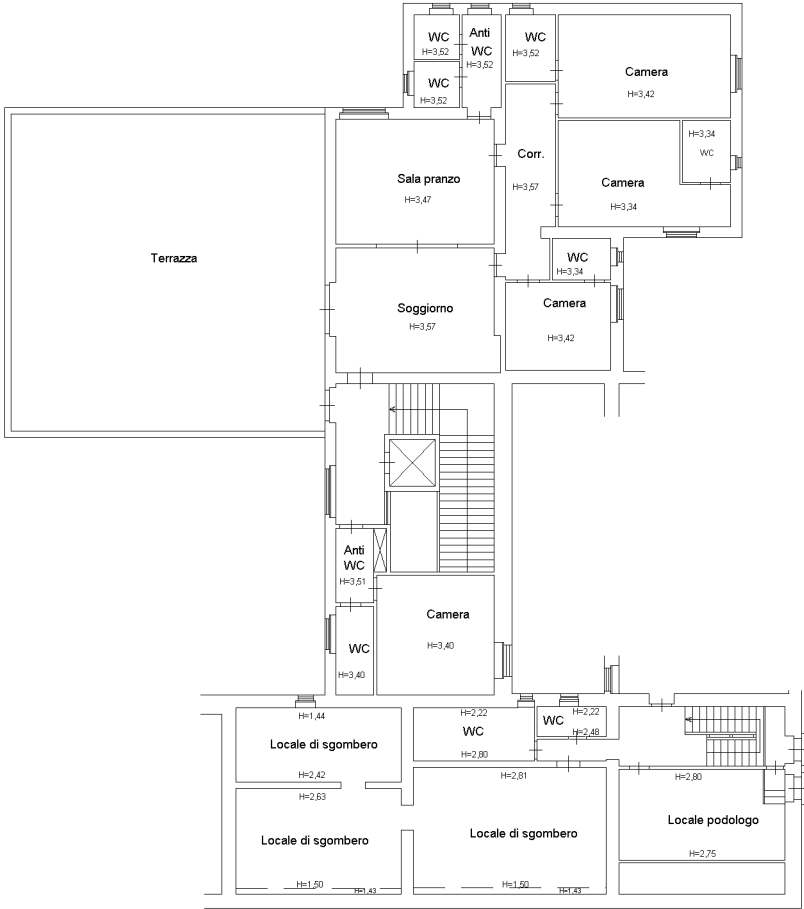 WC
H=3,52
Anti
WC
H=3,52
WC
H=3,52
WC
H=3,52
Camera
H=3,42
Sala pranzo
H=3,47
Corr.
H=3,57
Camera
H=3,34
H=3,34
WC
Terrazza
Soggiorno
H=3,57
WC
H=3,34
Camera
H=3,42
Anti
WC
H=3,51
WC
H=3,40
Camera
H=3,40
H=1,44
Locale di sgombero
H=2,42
H=2,22
WC
H=2,80
WC
H=2,22
H=2,48
H=2,63
Locale di sgombero
H=1,50
H=1,43
H=2,81
Locale di sgombero
H=1,50
H=1,43
H=2,80
Locale podologo
H=2,75